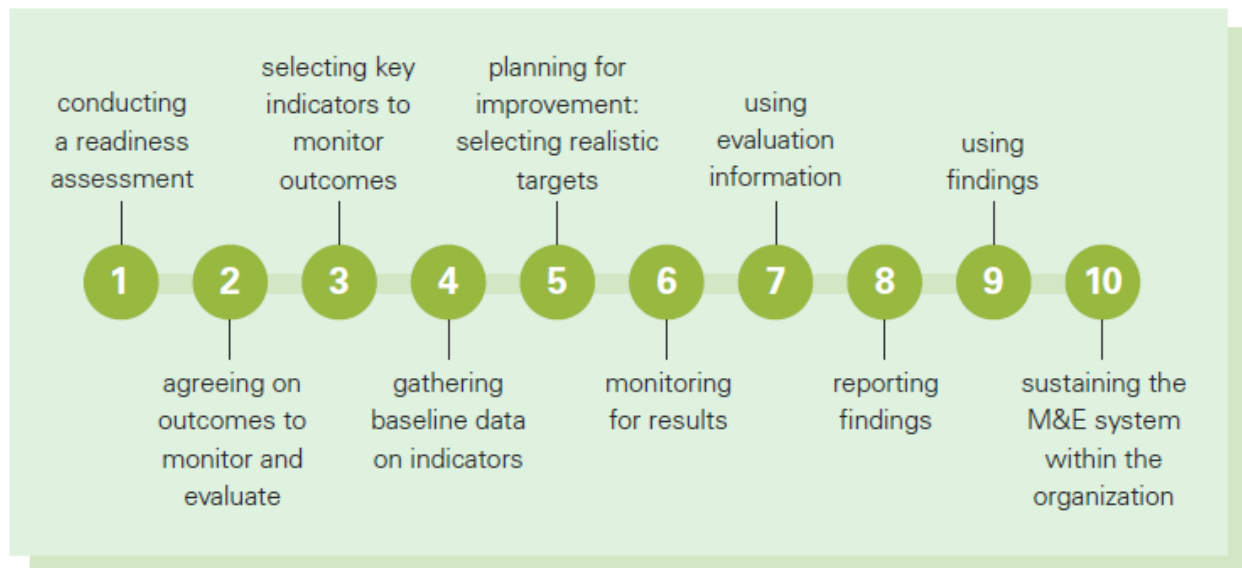 conducting
a readiness
assessment
1
agreeing on
outcomes to
monitor and
evaluate
2
selecting key
indicators to
monitor
outcomes
3
gathering
baseline data
on indicators
4
planning for
improvement:
selecting realistic
targets
5
monitoring
for results
6
using
evaluation
information
7
reporting
findings
8
using
findings
9
sustaining the
M&E system
within the
organization
10